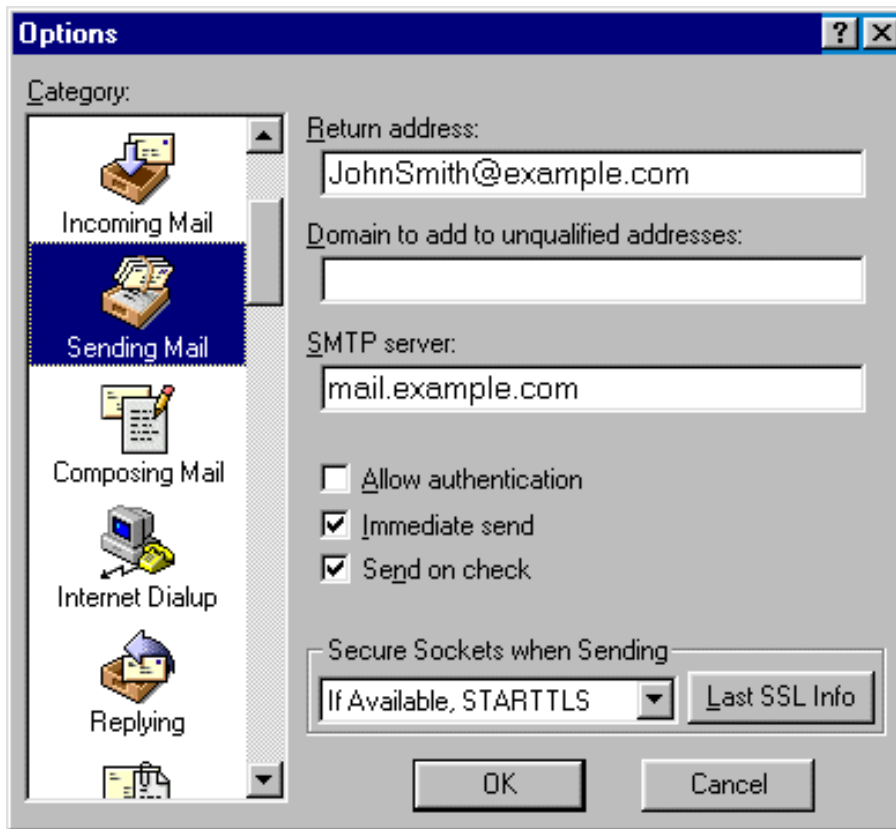 Options
Category:
Incoming Mail
Sending Mail
Composing Mail
Internet Dialup
Replying
Return address:
JohnSmith@example.com
Domain to add to unqualified addresses:
SMTP server:
mail.example.com
Allow authentication
Immediate send
Send on check
Secure Sockets when Sending
If Available, STARTTLS
Last SSL Info
OK
Cancel